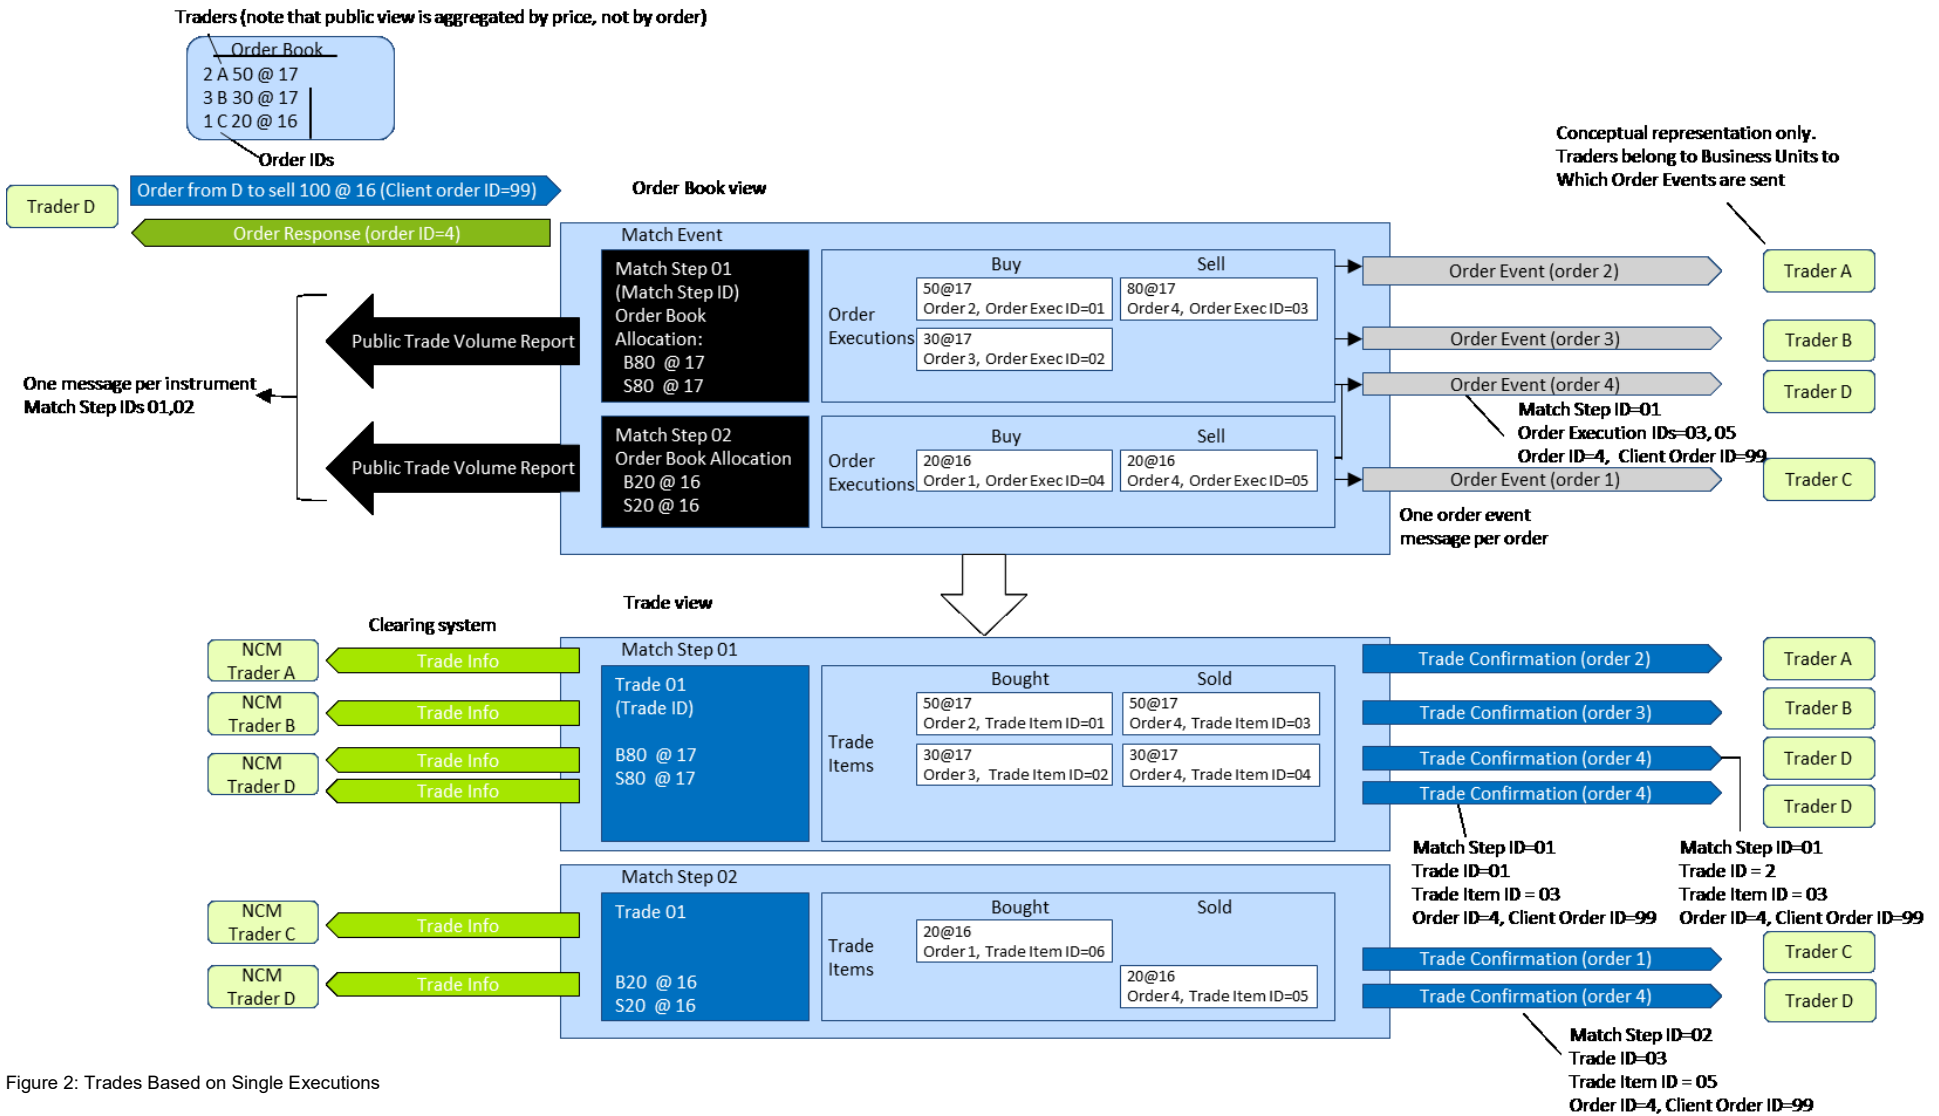 Traders (note that public view is aggregated by price, not by order)
Order Book
2 A 50 @ 17
3 B 30 @ 17
1 C 20 @ 16
Order IDs
Trader D
Order from D to sell 100 @ 16 (Client order ID=99)
Order Response (order ID=4)
Order Book view
Conceptual representation only.
Traders belong to Business Units to
Which Order Events are sent
Match Event
Match Step 01
(Match Step ID)
Order Book
Allocation:
B80 @ 17
S80 @ 17
Order
Executions
Buy
Sell
50@17
Order 2, Order Exec ID=01
80@17
Order 4, Order Exec ID=03
30@17
Order 3, Order Exec ID=02
Public Trade Volume Report
One message per instrument
Match Step IDs 01,02
Public Trade Volume Report
Match Step 02
Order Book Allocation
B20 @ 16
S20 @ 16
Order
Executions
Buy
Sell
20@16
Order 1, Order Exec ID=04
20@16
Order 4, Order Exec ID=05
Order Event (order 2)
Trader A
Order Event (order 3)
Trader B
Order Event (order 4)
Trader D
Match Step ID=01
Order Execution IDs=03, 05
Order ID=4, Client Order ID=99
Order Event (order 1)
Trader C
One order event
message per order
Trade view
Clearing system
NCM
Trader A
Trade Info
NCM
Trader B
Trade Info
NCM
Trader D
Trade Info
Trade Info
Match Step 01
Trade 01
(Trade ID)
B80 @ 17
S80 @ 17
Trade
Items
Bought
Sold
50@17
Order 2, Trade Item ID=01
50@17
Order 4, Trade Item ID=03
30@17
Order 3, Trade Item ID=02
30@17
Order 4, Trade Item ID=04
Trade Confirmation (order 2)
Trader A
Trade Confirmation (order 3)
Trader B
Trade Confirmation (order 4)
Trader D
Trade Confirmation (order 4)
Trader D
Match Step ID=01
Trade ID=01
Trade Item ID = 03
Order ID=4, Client Order ID=99
Match Step ID=01
Trade ID = 2
Trade Item ID = 03
Order ID=4, Client Order ID=99
Match Step 02
NCM
Trader C
Trade Info
NCM
Trader D
Trade Info
Trade 01
B20 @ 16
S20 @ 16
Trade
Items
Bought
Sold
20@16
Order 1, Trade Item ID=06
20@16
Order 4, Trade Item ID=05
Trade Confirmation (order 1)
Trader C
Trade Confirmation (order 4)
Trader D
Match Step ID=02
Trade ID=03
Trade Item ID = 05
Order ID=4, Client Order ID=99
Figure 2: Trades Based on Single Executions